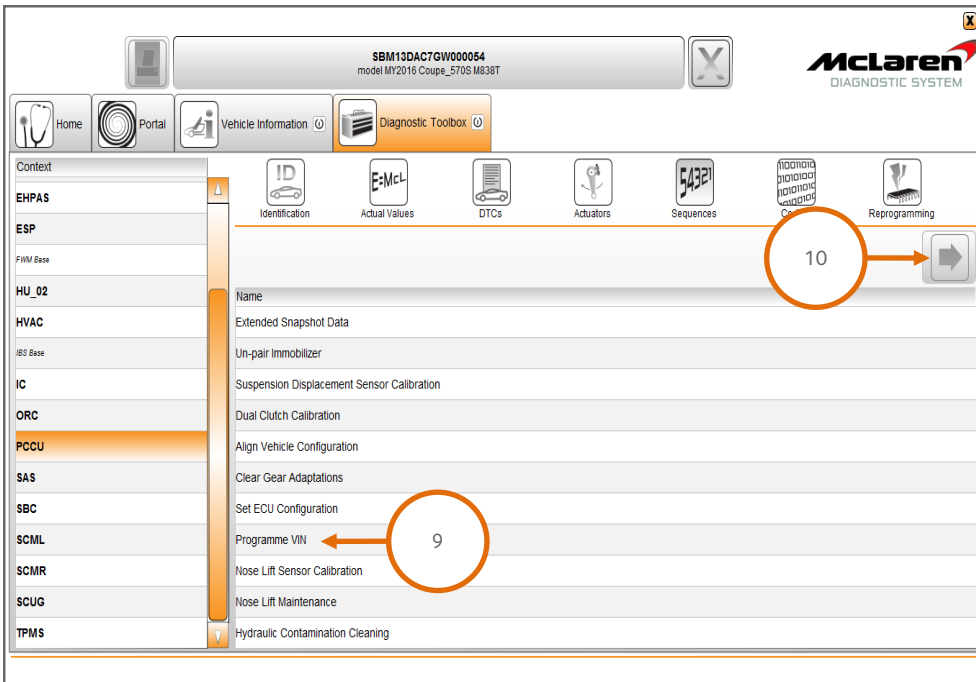 X
SBM13DAC7GW000054
model MY2016 Coupe_570S M838T
X
McLaren
DIAGNOSTIC SYSTEM
Home
Portal
Vehicle Information
Diagnostic Toolbox
Context
EHPAS
ESP
FWM Base
HU_02
HVAC
IBS Base
IC
ORC
PCCU
SAS
SBC
SCML
SCMR
SCUG
TPMS
ID
Identification
E=McL
Actual Values
DTCs
Actuators
54321
Sequences
Reprogramming
10
Name
Extended Snapshot Data
Un-pair Immobilizer
Suspension Displacement Sensor Calibration
Dual Clutch Calibration
Align Vehicle Configuration
Clear Gear Adaptations
Set ECU Configuration
Programme VIN
9
Nose Lift Sensor Calibration
Nose Lift Maintenance
Hydraulic Contamination Cleaning